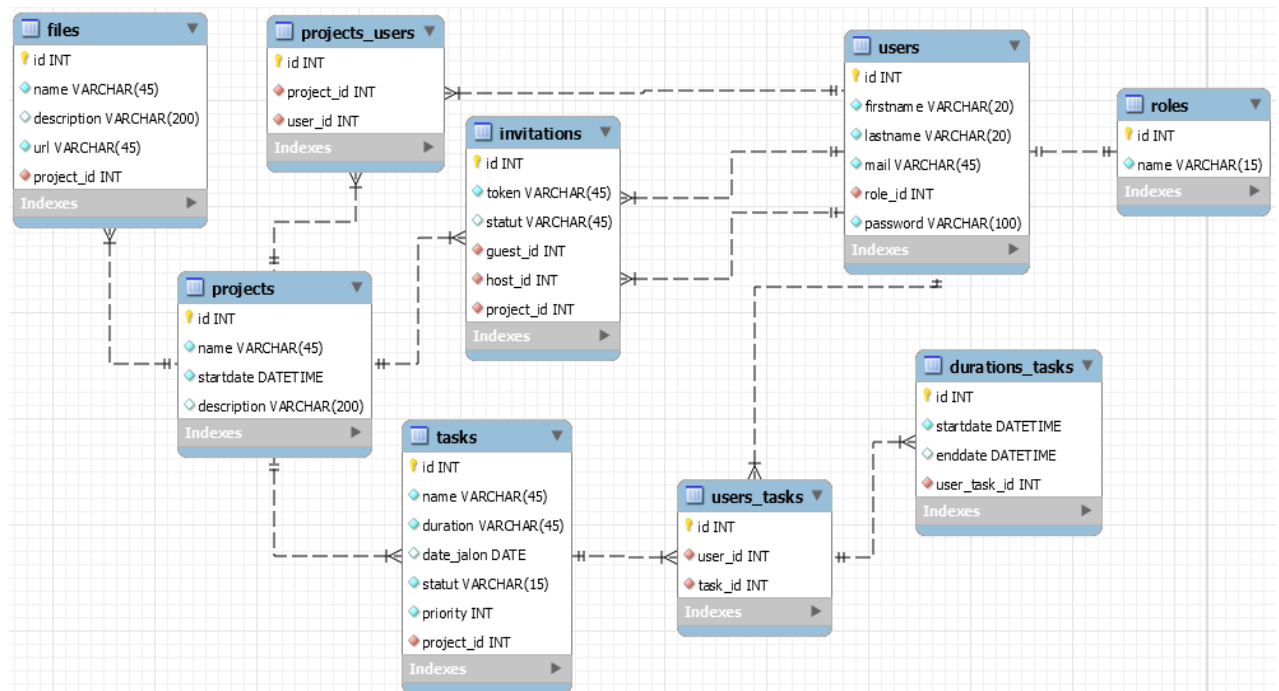 files
id INT
name VARCHAR(45)
description VARCHAR(200)
url VARCHAR(45)
project_id INT
Indexes
projects_users
id INT
project_id INT
user_id INT
Indexes
invitations
id INT
token VARCHAR(45)
statut VARCHAR(45)
guest_id INT
host_id INT
project_id INT
Indexes
users
id INT
firstname VARCHAR(20)
lastname VARCHAR(20)
mail VARCHAR(45)
role_id INT
password VARCHAR(100)
Indexes
roles
id INT
name VARCHAR(15)
Indexes
projects
id INT
name VARCHAR(45)
startdate DATETIME
description VARCHAR(200)
Indexes
tasks
id INT
name VARCHAR(45)
duration VARCHAR(45)
date_jalon DATE
statut VARCHAR(15)
priority INT
project_id INT
Indexes
users_tasks
id INT
user_id INT
task_id INT
Indexes
durations_tasks
id INT
startdate DATETIME
enddate DATETIME
user_task_id INT
Indexes